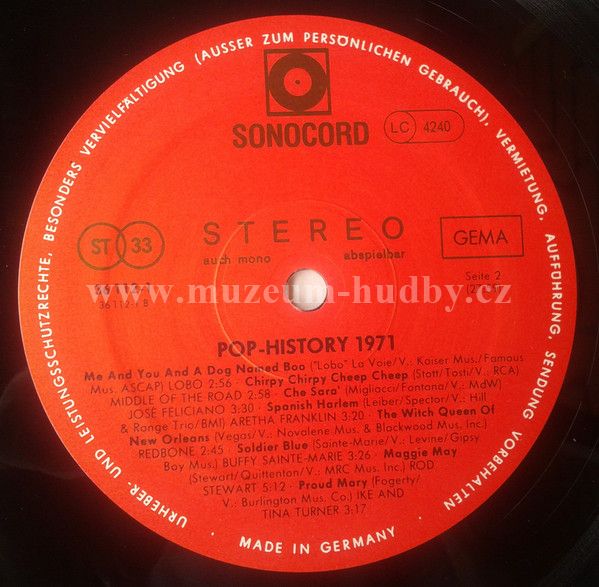 URHEBER- UND LEISTUNGSSCHUTZRECHTE, BESONDERS VERVIELFÄLTIGUNG (AUSSER ZUM PERSÖNLICHEN GEBRAUCH), VERMIETUNG, AUFFÜHRUNG, SENDUNG VORBEHALTEN
SONOCORD
LC 4240
ST 33
STEREO
GEMA
auch mono abspielbar
Seite 2
www.muzeum-hudby.cz
POP-HISTORY 1971
Me And You And A Dog Named Boo ("Lobo" La Voie/V.: Kaiser Mus./Famous
Mus. ASCAP) LOBO 2:56 · Chirpy Chirpy Cheep Cheep (Stott/Tosti/V.: RCA)
MIDDLE OF THE ROAD 2:58 · Che Sara' (Migliacci/Fontana/V.: MdW)
JOSÉ FELICIANO 3:30 · Spanish Harlem (Leiber/Spector/V.: Hill
& Range Trio/BMI) ARETHA FRANKLIN 3:20 · The Witch Queen Of
New Orleans (Vegas/V.: Novalene Mus. & Blackwood Mus. Inc.)
REDBONE 2:45 · Soldier Blue (Sainte-Marie/V.: Levine/Gipsy
Boy Mus.) BUFFY SAINTE-MARIE 3:26 · Maggie May
(Stewart/Quittenton/V.: MRC Mus. Inc.) ROD
STEWART 5:12 · Proud Mary (Fogerty/
V.: Burlington Mus. Co.) IKE AND
TINA TURNER 3:17
· MADE IN GERMANY ·